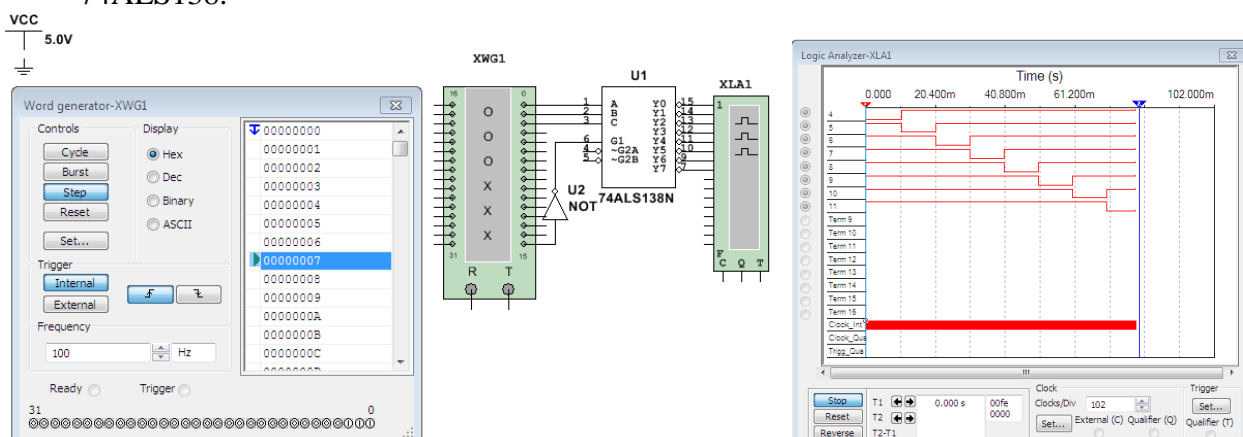 74ALS138.
VCC
5.0V
Word generator-XWG1
Controls
Cycle
Burst
Step
Reset
Set...
Display
Hex
Dec
Binary
ASCII
00000000
00000001
00000002
00000003
00000004
00000005
00000006
00000007
00000008
00000009
0000000A
0000000B
0000000C
Trigger
Internal
External
Frequency
100 Hz
Ready Trigger
31 0
XWG1
16 0
O
O
O
X
X
X
31 15
R T
U1
1 A Y0 15
2 B Y1 14
3 C Y2 13
Y3 12
6 G1 Y4 11
4 ~G2A Y5 10
5 ~G2B Y6 9
Y7 7
74ALS138N
U2
NOT
XLA1
1
F
C Q T
Logic Analyzer-XLA1
Time (s)
0.000 20.400m 40.800m 61.200m 102.000m
4
5
6
7
8
9
10
11
Term 9
Term 10
Term 11
Term 12
Term 13
Term 14
Term 15
Term 16
Clock_Int
Clock_Qua
Trigg_Qua
Stop
Reset
Reverse
T1 0.000 s 00fe
T2 0000
T2-T1
Clock
Clocks/Div 102
Set... External (C) Qualifier (Q)
Trigger
Set...
Qualifier (T)